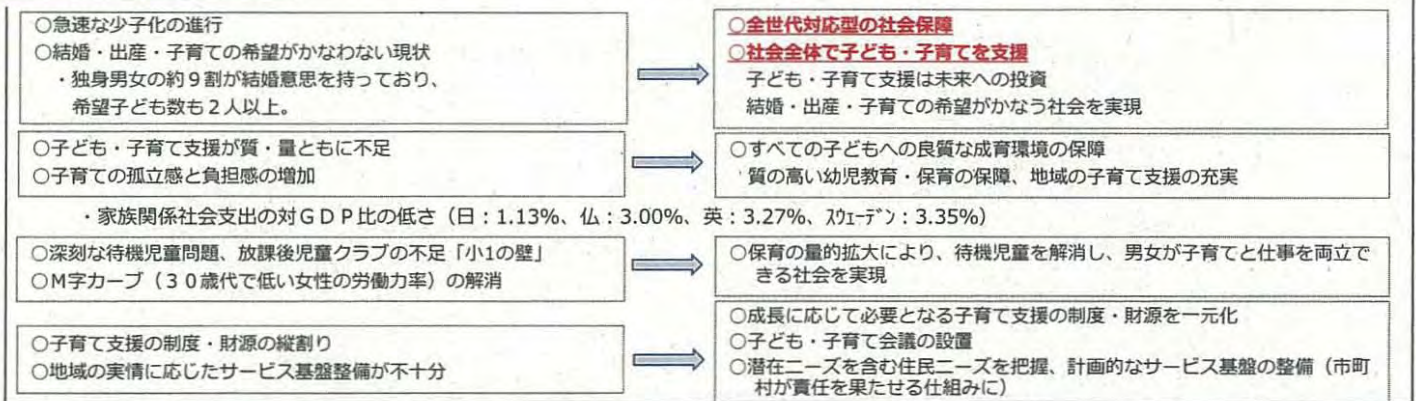 ○急速な少子化の進行
○結婚・出産・子育ての希望がかなわない現状
・独身男女の約９割が結婚意思を持っており、
希望子ども数も２人以上。
○全世代対応型の社会保障
○社会全体で子ども・子育てを支援
子ども・子育て支援は未来への投資
結婚・出産・子育ての希望がかなう社会を実現
○子ども・子育て支援が質・量ともに不足
○子育ての孤立感と負担感の増加
○すべての子どもへの良質な成育環境の保障
質の高い幼児教育・保育の保障、地域の子育て支援の充実
・家族関係社会支出の対ＧＤＰ比の低さ（日：1.13%、仏：3.00%、英：3.27%、ｽｳｪｰﾃﾞﾝ：3.35%）
○深刻な待機児童問題、放課後児童クラブの不足「小1の壁」
○Ｍ字カーブ（３０歳代で低い女性の労働力率）の解消
○保育の量的拡大により、待機児童を解消し、男女が子育てと仕事を両立で
きる社会を実現
○子育て支援の制度・財源の縦割り
○地域の実情に応じたサービス基盤整備が不十分
○成長に応じて必要となる子育て支援の制度・財源を一元化
○子ども・子育て会議の設置
○潜在ニーズを含む住民ニーズを把握、計画的なサービス基盤の整備（市町
村が責任を果たせる仕組みに）